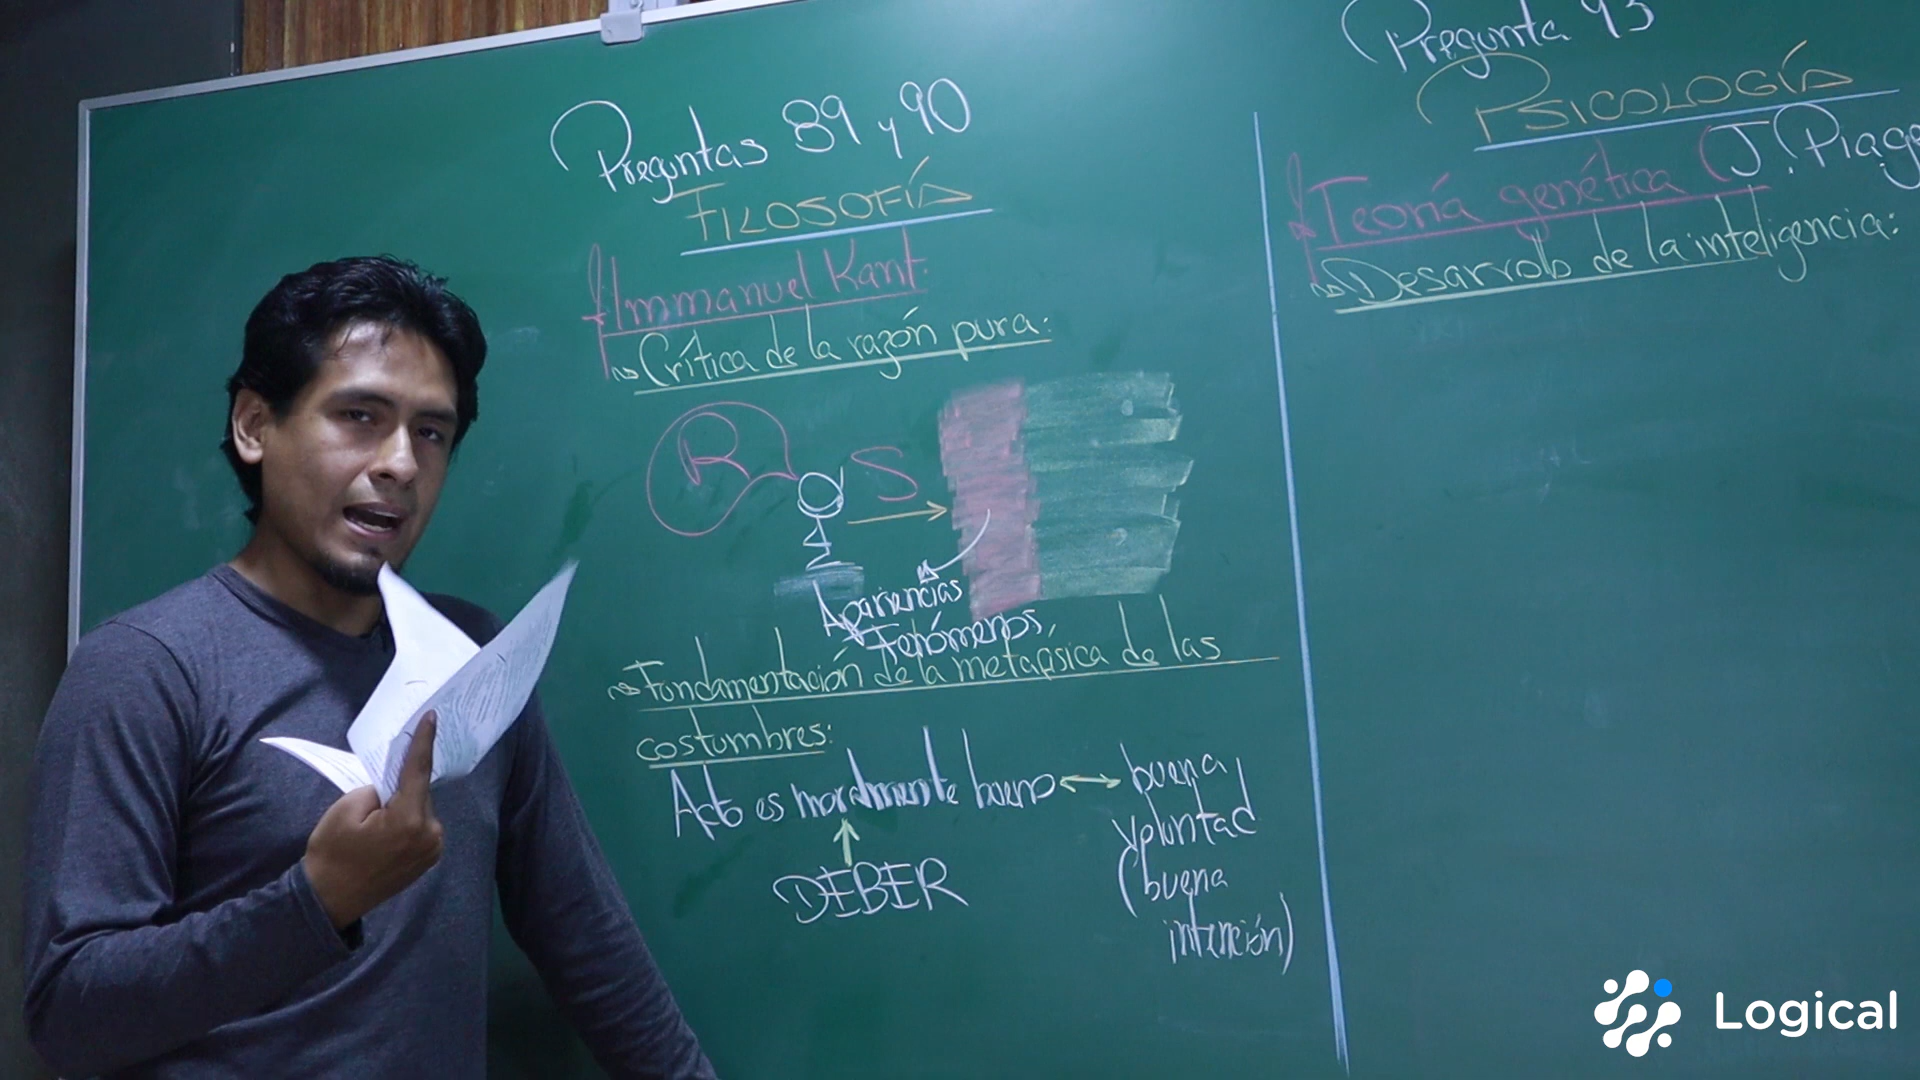 Preguntas 89 y 90
FILOSOFÍA
Immanuel Kant:
Crítica de la razón pura:
R
S
Apariencias
Fenómenos
Fundamentación de la metafísica de las
costumbres:
Acto es moralmente bueno ↔ buena
voluntad
(buena
intención)
DEBER
Pregunta 93
PSICOLOGÍA
Teoría genética (J. Piage
Desarrolo de la inteligencia:
Logical